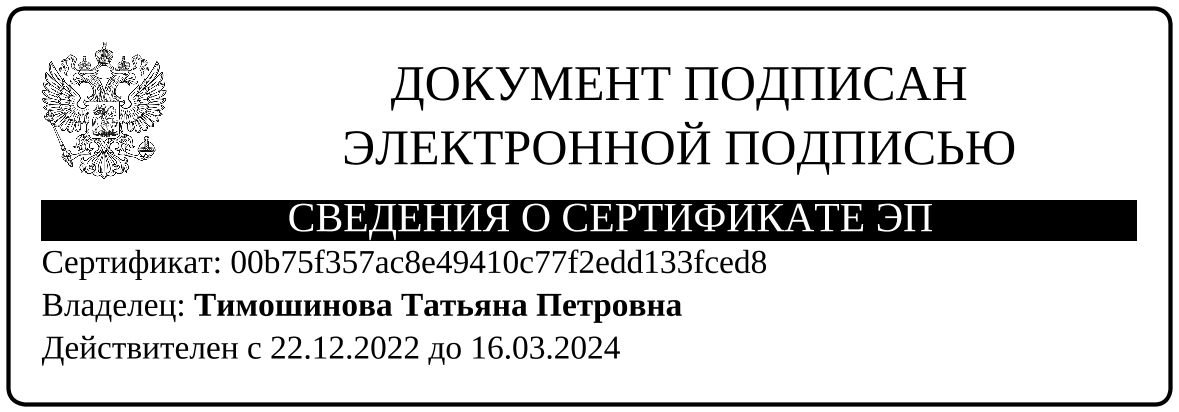 ДОКУМЕНТ ПОДПИСАН
ЭЛЕКТРОННОЙ ПОДПИСЬЮ
СВЕДЕНИЯ О СЕРТИФИКАТЕ ЭП
Сертификат: 00b75f357ac8e49410c77f2edd133fced8
Владелец: Тимошинова Татьяна Петровна
Действителен с 22.12.2022 до 16.03.2024